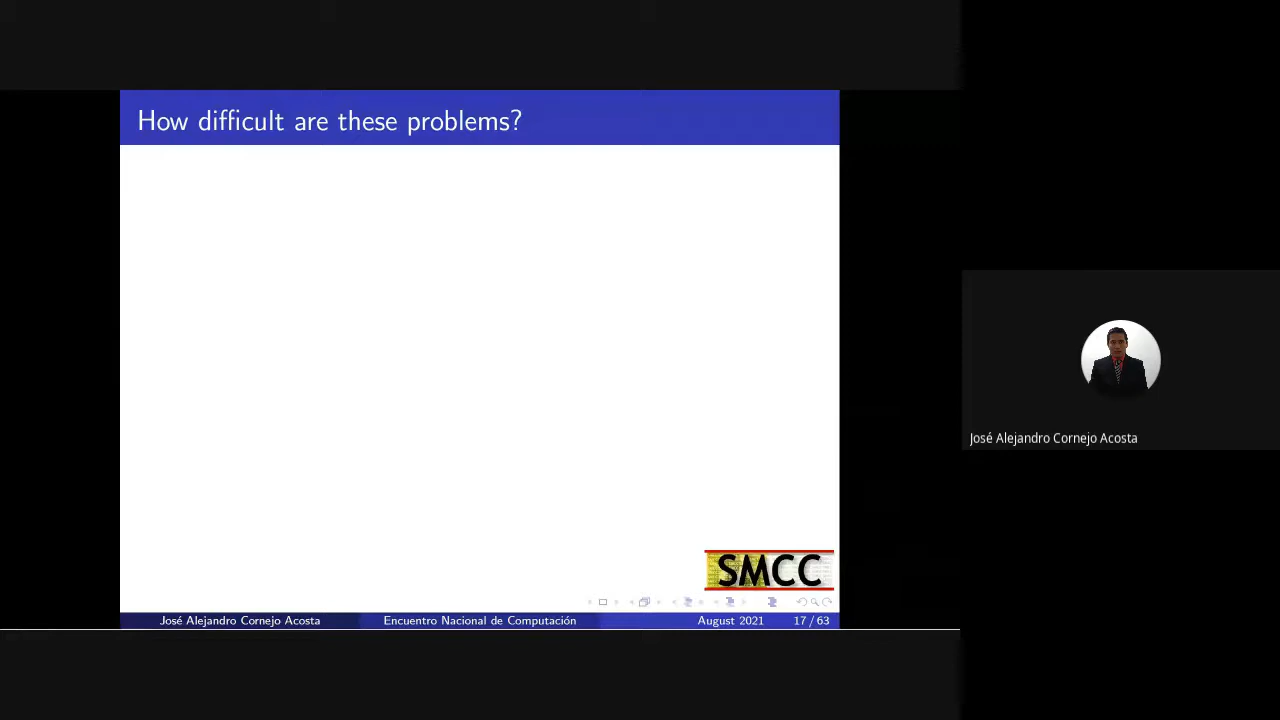 How difficult are these problems?
José Alejandro Cornejo Acosta
SMCC
José Alejandro Cornejo Acosta
Encuentro Nacional de Computación
August 2021
17 / 63